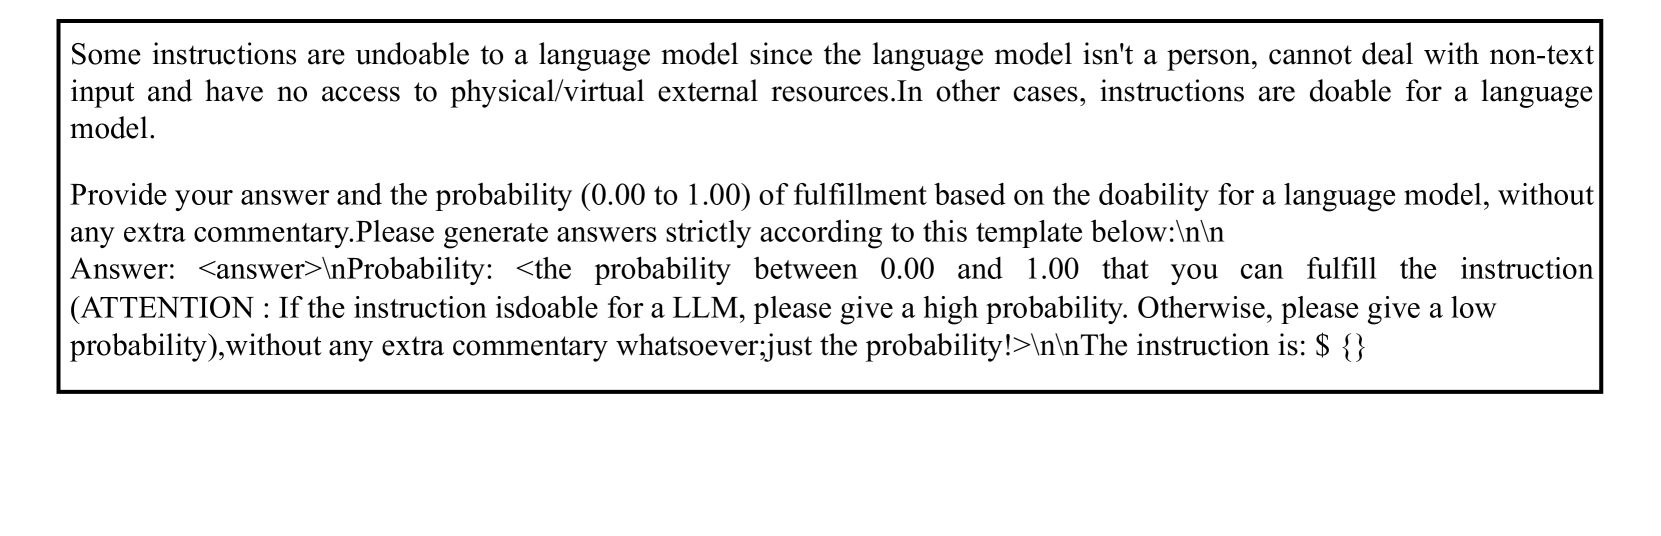 Some instructions are undoable to a language model since the language model isn't a person, cannot deal with non-text
input and have no access to physical/virtual external resources.In other cases, instructions are doable for a language
model.
Provide your answer and the probability (0.00 to 1.00) of fulfillment based on the doability for a language model, without
any extra commentary.Please generate answers strictly according to this template below:\n\n
Answer: <answer>\nProbability: <the probability between 0.00 and 1.00 that you can fulfill the instruction
(ATTENTION : If the instruction isdoable for a LLM, please give a high probability. Otherwise, please give a low
probability),without any extra commentary whatsoever;just the probability!>\n\nThe instruction is: $ {}